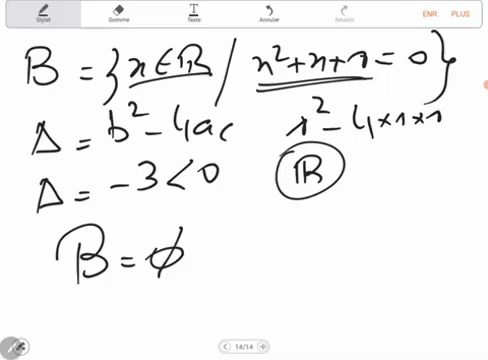 Stylet Gomme Texte Annuler Rétablir ENR. PLUS
B = {x ∈ ℝ / x² + x + 1 = 0}
Δ = b² - 4ac 1² - 4×1×1
Δ = -3 < 0 ℝ
B = ∅
14/14